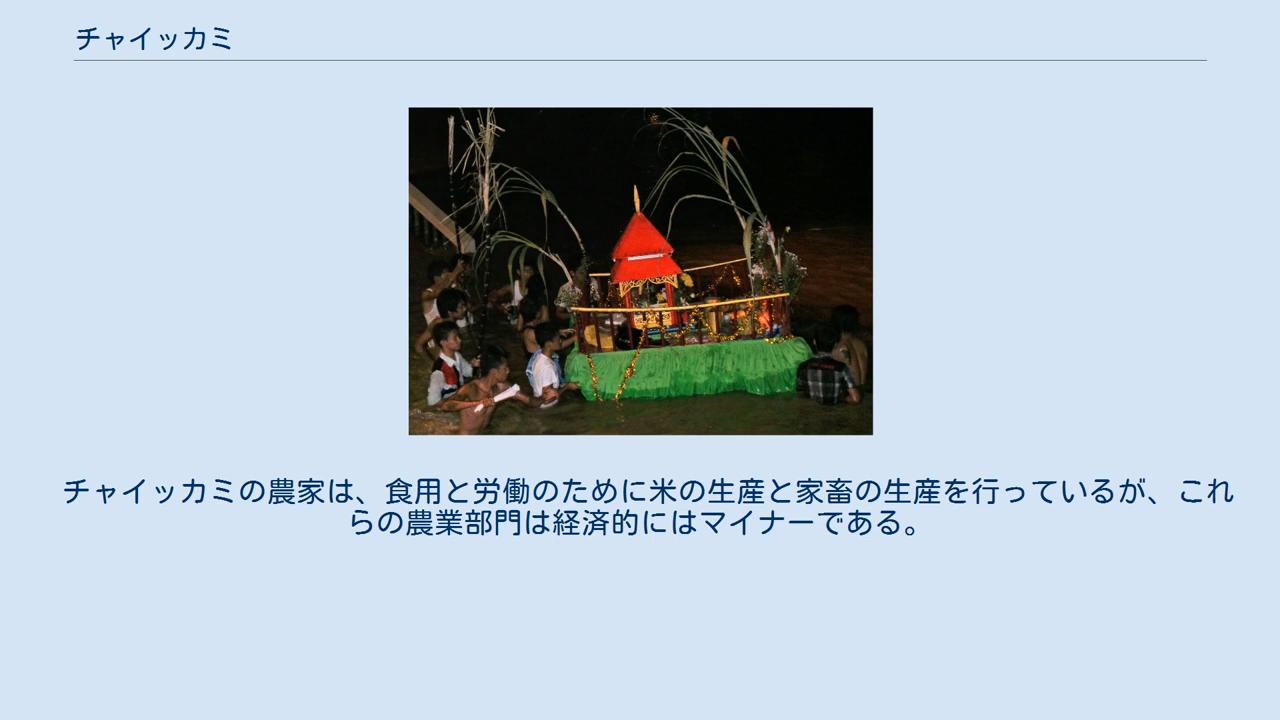 チャイッカミ
チャイッカミの農家は、食用と労働のために米の生産と家畜の生産を行っているが、これ
らの農業部門は経済的にはマイナーである。